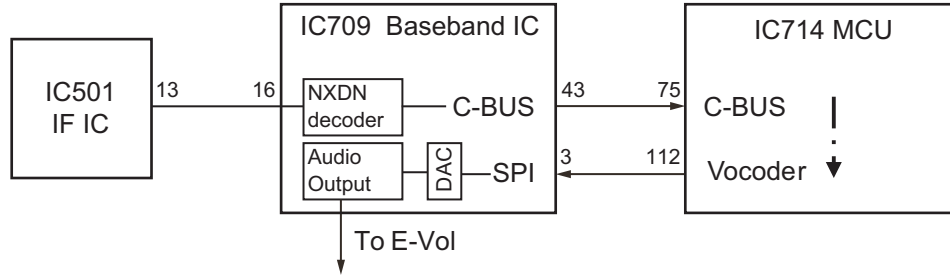 IC709 Baseband IC
IC714 MCU
IC501
IF IC
13
16
NXDN
decoder
C-BUS
43
75
C-BUS
Audio
Output
DAC
SPI
3
112
Vocoder
To E-Vol